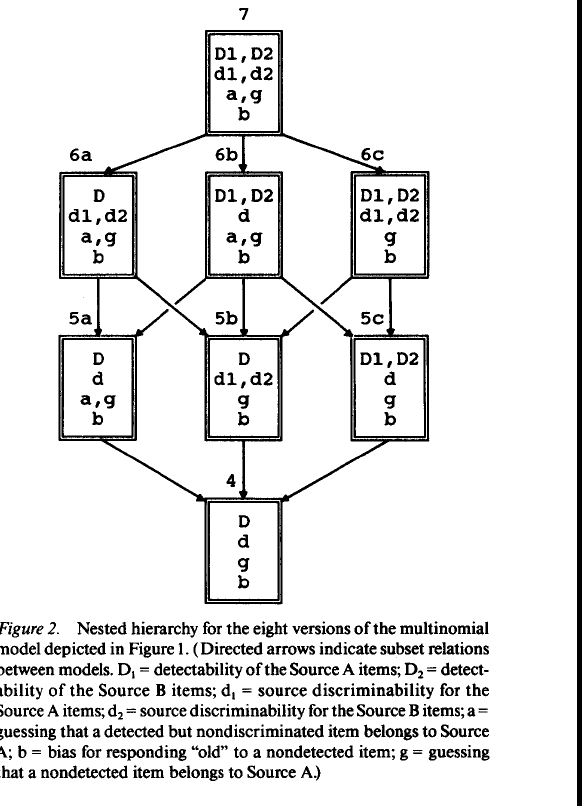 7
D1,D2
d1,d2
a,g
b
6a
6b
6c
D
d1,d2
a,g
b
D1,D2
d
a,g
b
D1,D2
d1,d2
g
b
5a
5b
5c
D
d
a,g
b
D
d1,d2
g
b
D1,D2
d
g
b
4
D
d
g
b
Figure 2. Nested hierarchy for the eight versions of the multinomial
model depicted in Figure 1. (Directed arrows indicate subset relations
between models. D₁ = detectability of the Source A items; D₂ = detect-
ability of the Source B items; d₁ = source discriminability for the
Source A items; d₂ = source discriminability for the Source B items; a =
guessing that a detected but nondiscriminated item belongs to Source
A; b = bias for responding “old” to a nondetected item; g = guessing
that a nondetected item belongs to Source A.)